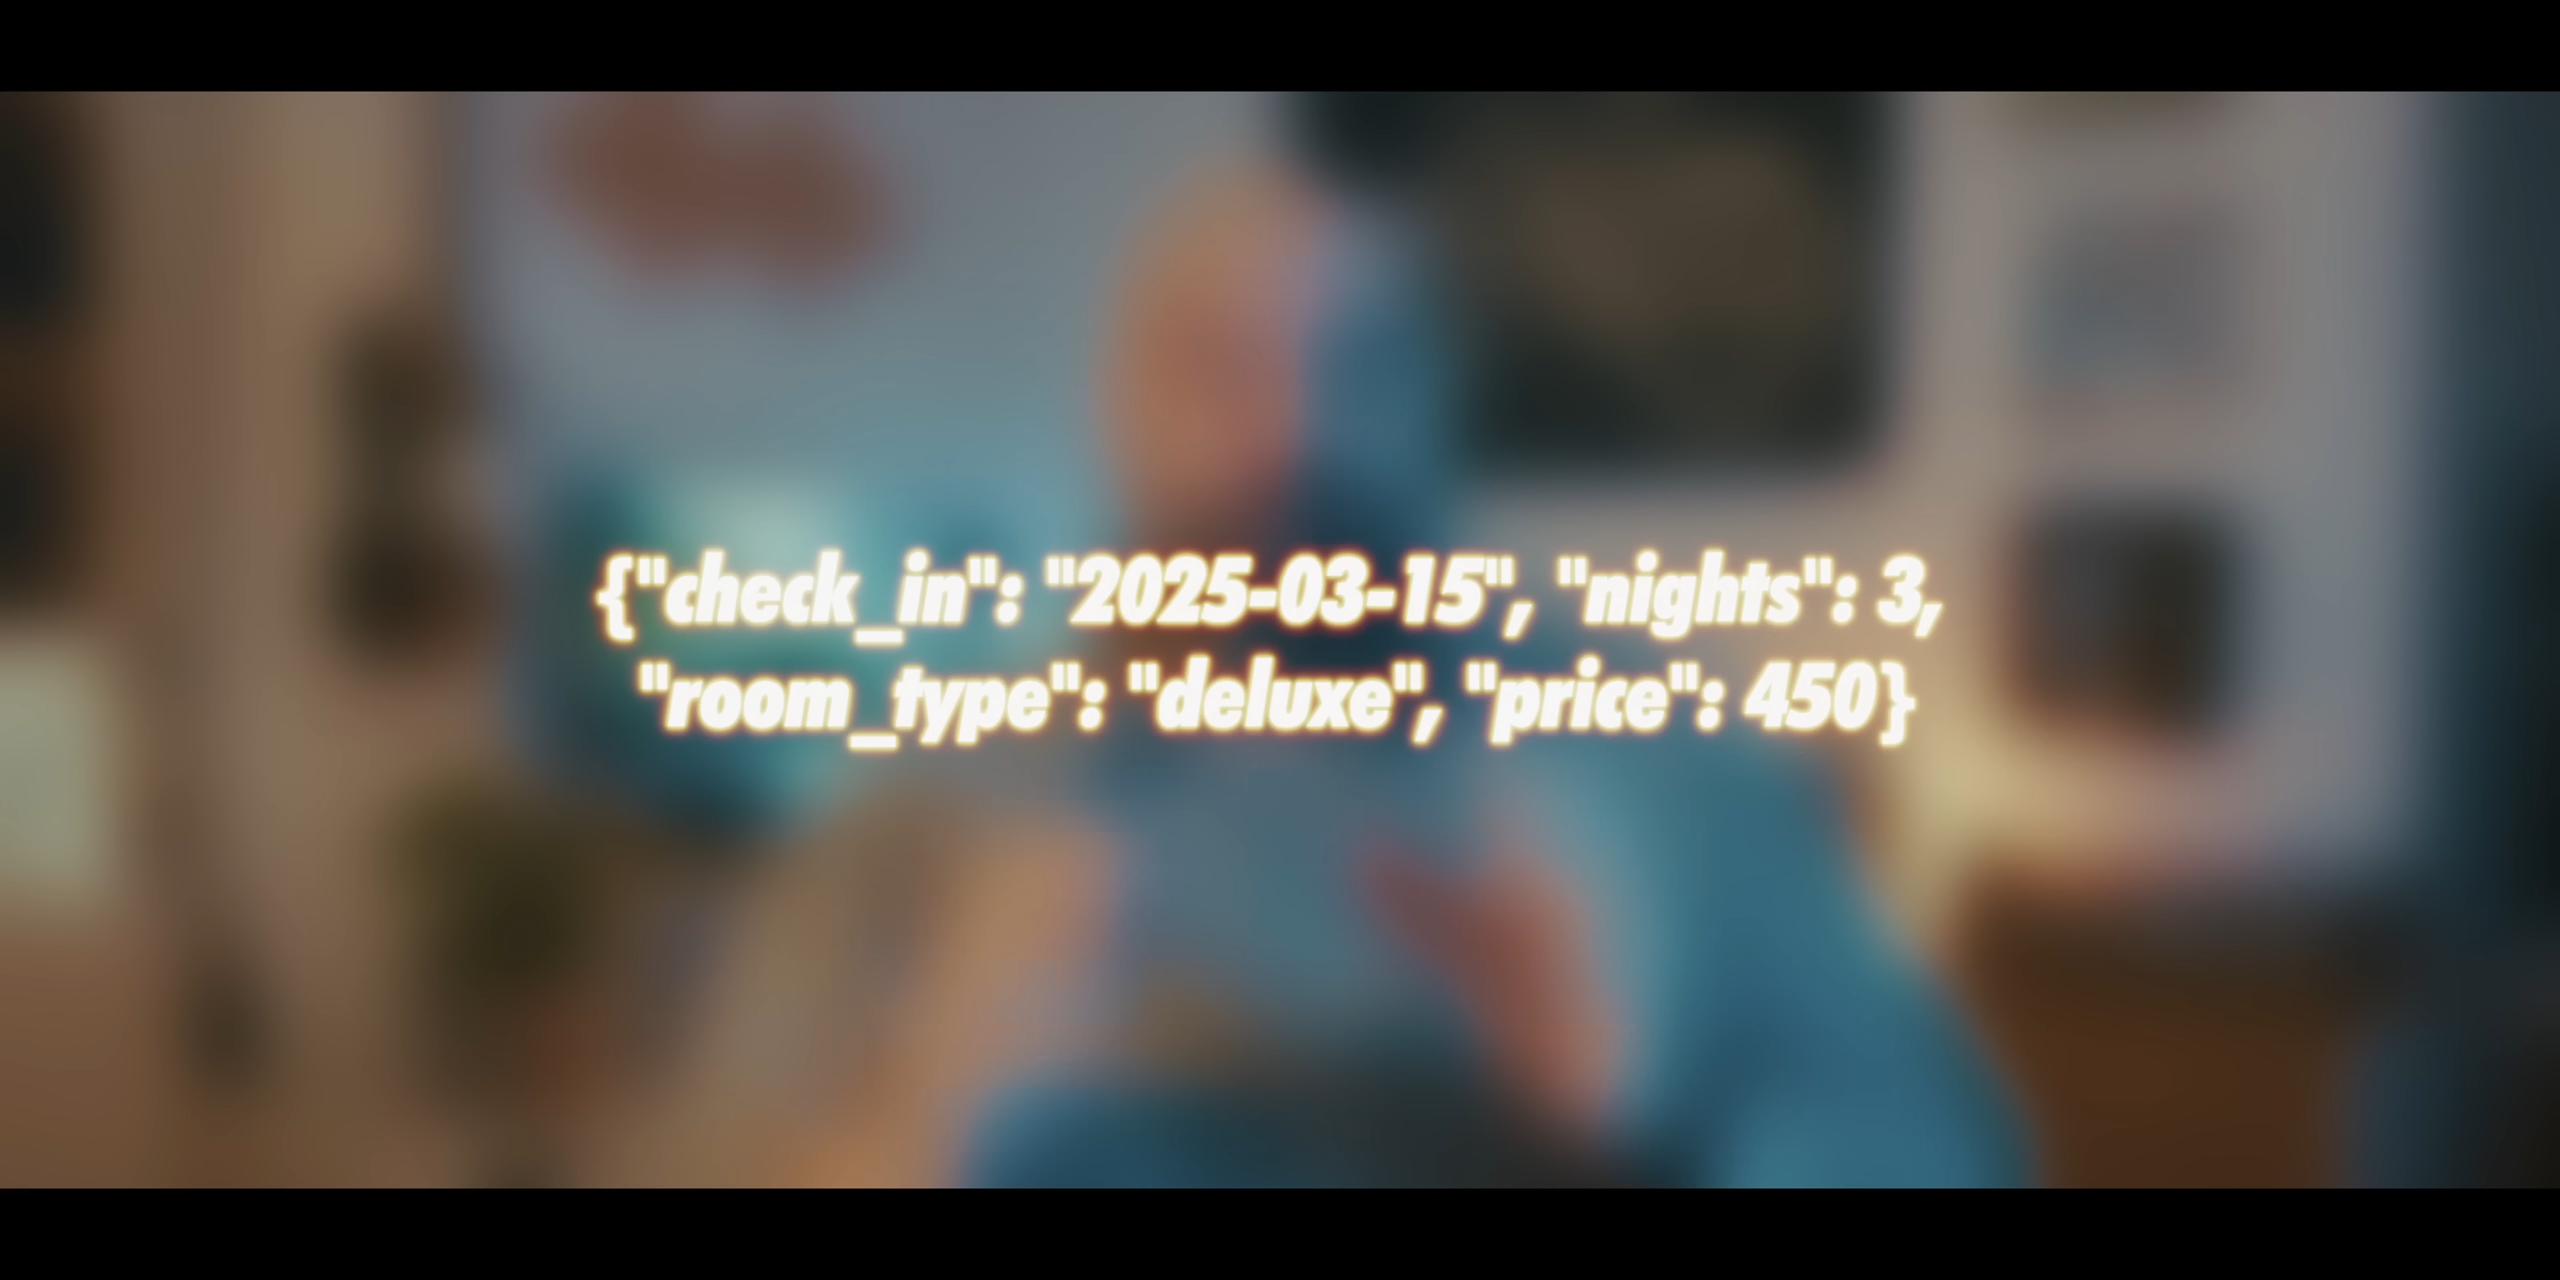 {"check_in": "2025-03-15", "nights": 3,
"room_type": "deluxe", "price": 450}